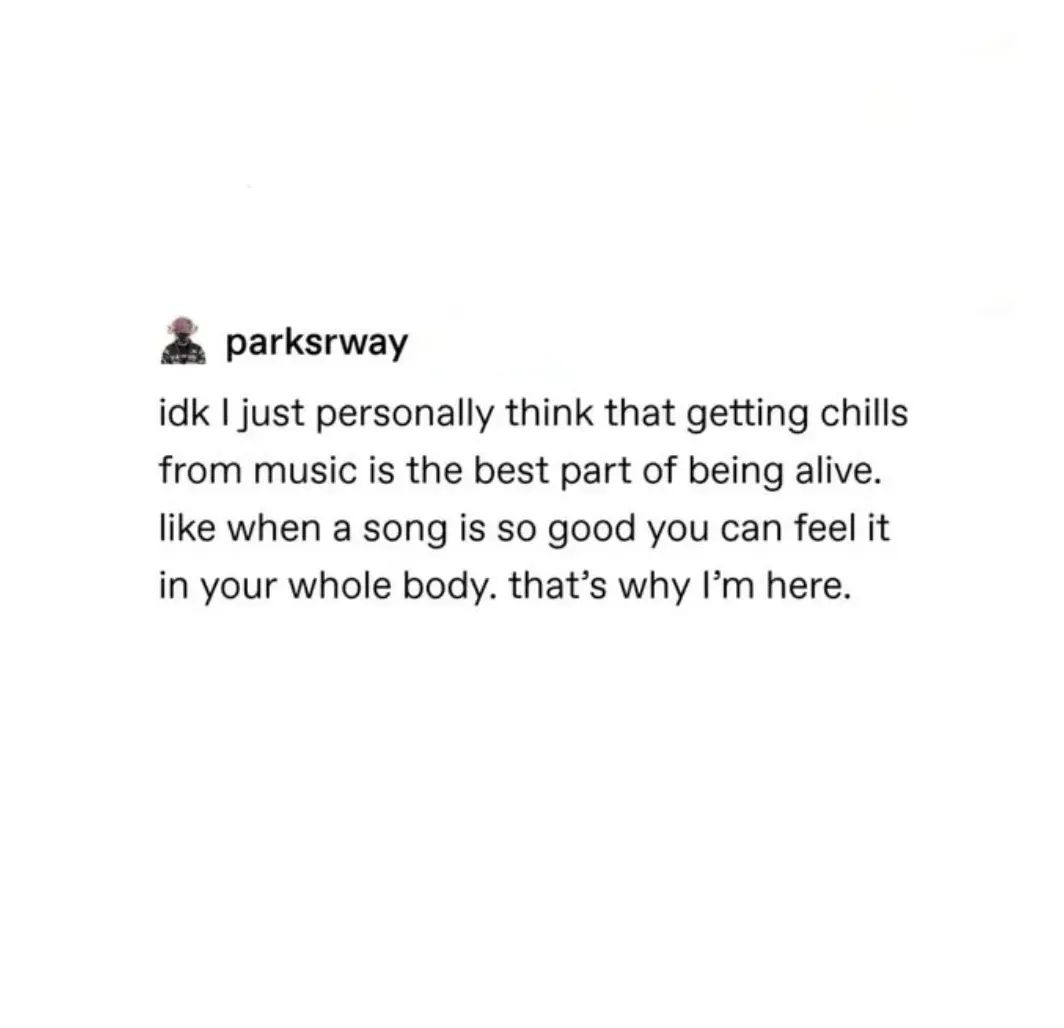 parksrway
idk I just personally think that getting chills
from music is the best part of being alive.
like when a song is so good you can feel it
in your whole body. that’s why I’m here.